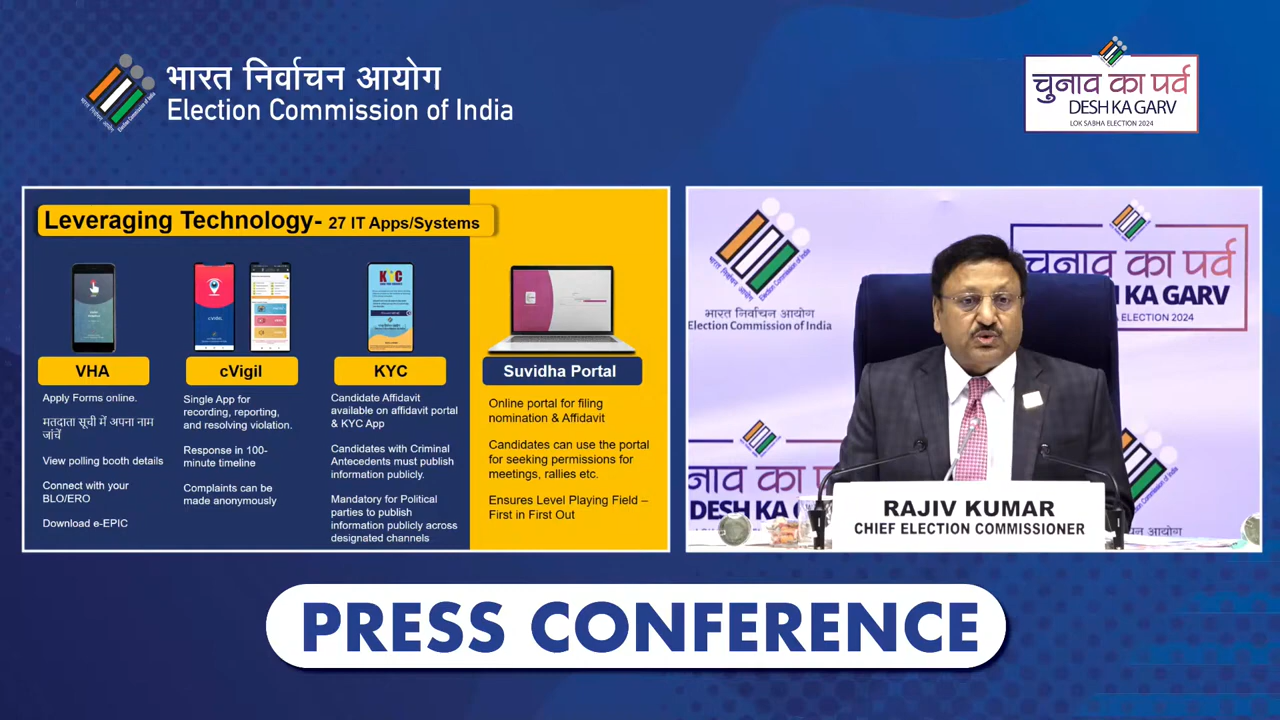 भारत निर्वाचन आयोग
Election Commission of India
चुनाव का पर्व
DESH KA GARV
LOK SABHA ELECTION 2024
Leveraging Technology- 27 IT Apps/Systems
VHA
Apply Forms online.
मतदाता सूची में अपना नाम
जाँचें
View polling booth details
Connect with your
BLO/ERO
Download e-EPIC
cVigil
Single App for
recording, reporting,
and resolving violation.
Response in 100-
minute timeline
Complaints can be
made anonymously
KYC
KYC
Candidate Affidavit
available on affidavit portal
& KYC App
Candidates with Criminal
Antecedents must publish
information publicly.
Mandatory for Political
parties to publish
information publicly across
designated channels
Suvidha Portal
Online portal for filing
nomination & Affidavit
Candidates can use the portal
for seeking permissions for
meetings, rallies etc.
Ensures Level Playing Field –
First in First Out
भारत निर्वाचन आयोग
Election Commission of India
चुनाव का पर्व
H KA GARV
ELECTION 2024
नाव का प
DESH KA
RAJIV KUMAR
CHIEF ELECTION COMMISSIONER
चन आयोग
PRESS CONFERENCE